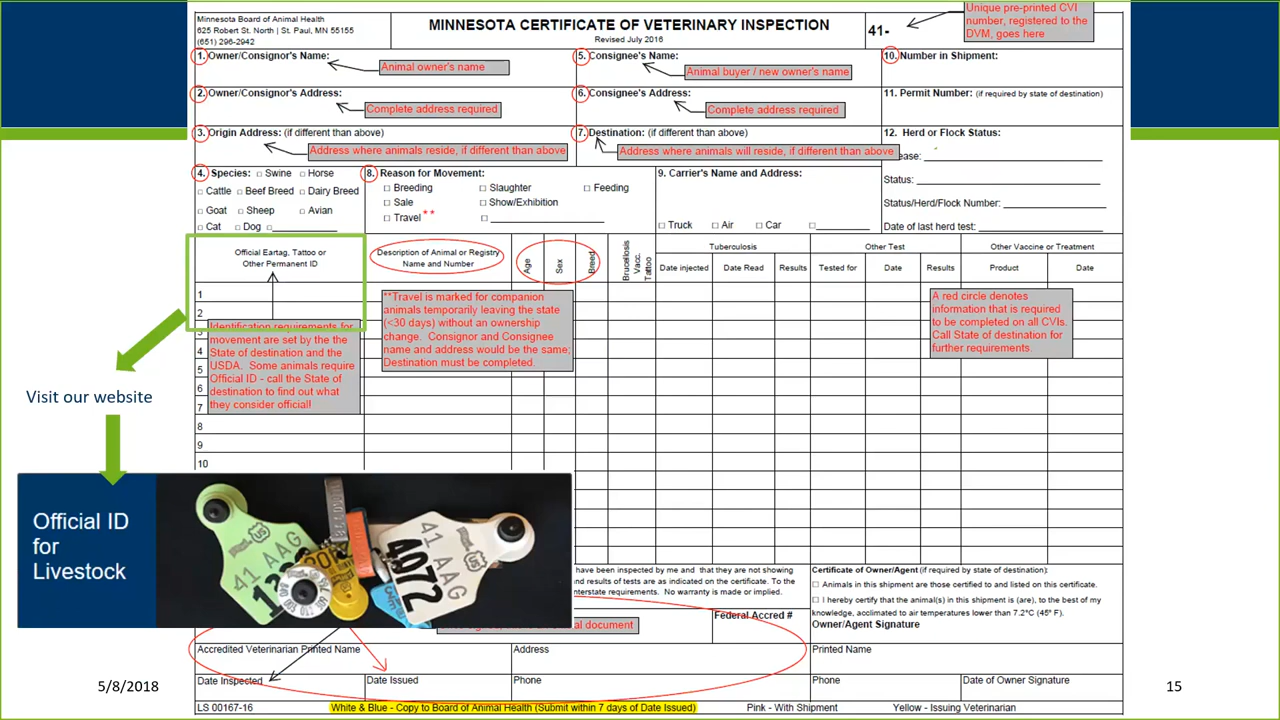 Minnesota Board of Animal Health
625 Robert St. North | St. Paul, MN 55155
(651) 296-2942
MINNESOTA CERTIFICATE OF VETERINARY INSPECTION
Revised July 2016
41-
Unique pre-printed CVI
number, registered to the
DVM, goes here
1. Owner/Consignor's Name:
Animal owner's name
5. Consignee's Name:
Animal buyer / new owner's name
10. Number in Shipment:
2. Owner/Consignor's Address:
Complete address required
6. Consignee's Address:
Complete address required
11. Permit Number: (if required by state of destination)
3. Origin Address: (if different than above)
Address where animals reside, if different than above
7. Destination: (if different than above)
Address where animals will reside, if different than above
12. Herd or Flock Status:
ease:
Status:
Status/Herd/Flock Number:
Date of last herd test:
4. Species: Swine Horse
Cattle Beef Breed Dairy Breed
Goat Sheep Avian
Cat Dog
8. Reason for Movement:
Breeding Slaughter Feeding
Sale Show/Exhibition
Travel **
9. Carrier's Name and Address:
Truck Air Car
Official Eartag, Tattoo or
Other Permanent ID
Description of Animal or Registry
Name and Number
Age
Sex
Breed
Brucellosis
Vacc.
Tattoo
Tuberculosis
Date injected Date Read Results
Other Test
Tested for Date Results
Other Vaccine or Treatment
Product Date
1
2
3
4
5
6
7
8
9
10
Identification requirements for
movement are set by the the
State of destination and the
USDA. Some animals require
Official ID - call the State of
destination to find out what
they consider official!
**Travel is marked for companion
animals temporarily leaving the state
(<30 days) without an ownership
change. Consignor and Consignee
name and address would be the same;
Destination must be completed.
A red circle denotes
information that is required
to be completed on all CVIs.
Call State of destination for
further requirements.
Visit our website
Official ID
for
Livestock
41 AAG
41 AAG
4072
have been inspected by me and that they are not showing
and results of tests are as indicated on the certificate. To the
nterstate requirements. No warranty is made or implied.
Certificate of Owner/Agent (if required by state of destination):
Animals in this shipment are those certified to and listed on this certificate.
I hereby certify that the animal(s) in this shipment is (are), to the best of my
knowledge, acclimated to air temperatures lower than 7.2°C (45° F).
Owner/Agent Signature
Federal Accred #
document
Accredited Veterinarian Printed Name
Address
Printed Name
Date Inspected
Date Issued
Phone
Phone
Date of Owner Signature
LS 00167-16
White & Blue - Copy to Board of Animal Health (Submit within 7 days of Date Issued)
Pink - With Shipment
Yellow - Issuing Veterinarian
5/8/2018
15